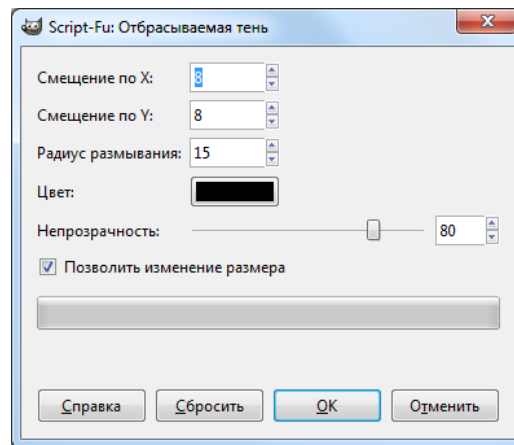 Script-Fu: Отбрасываемая тень
Смещение по X: 8
Смещение по Y: 8
Радиус размывания: 15
Цвет:
Непрозрачность: 80
Позволить изменение размера
Справка Сбросить OK Отменить